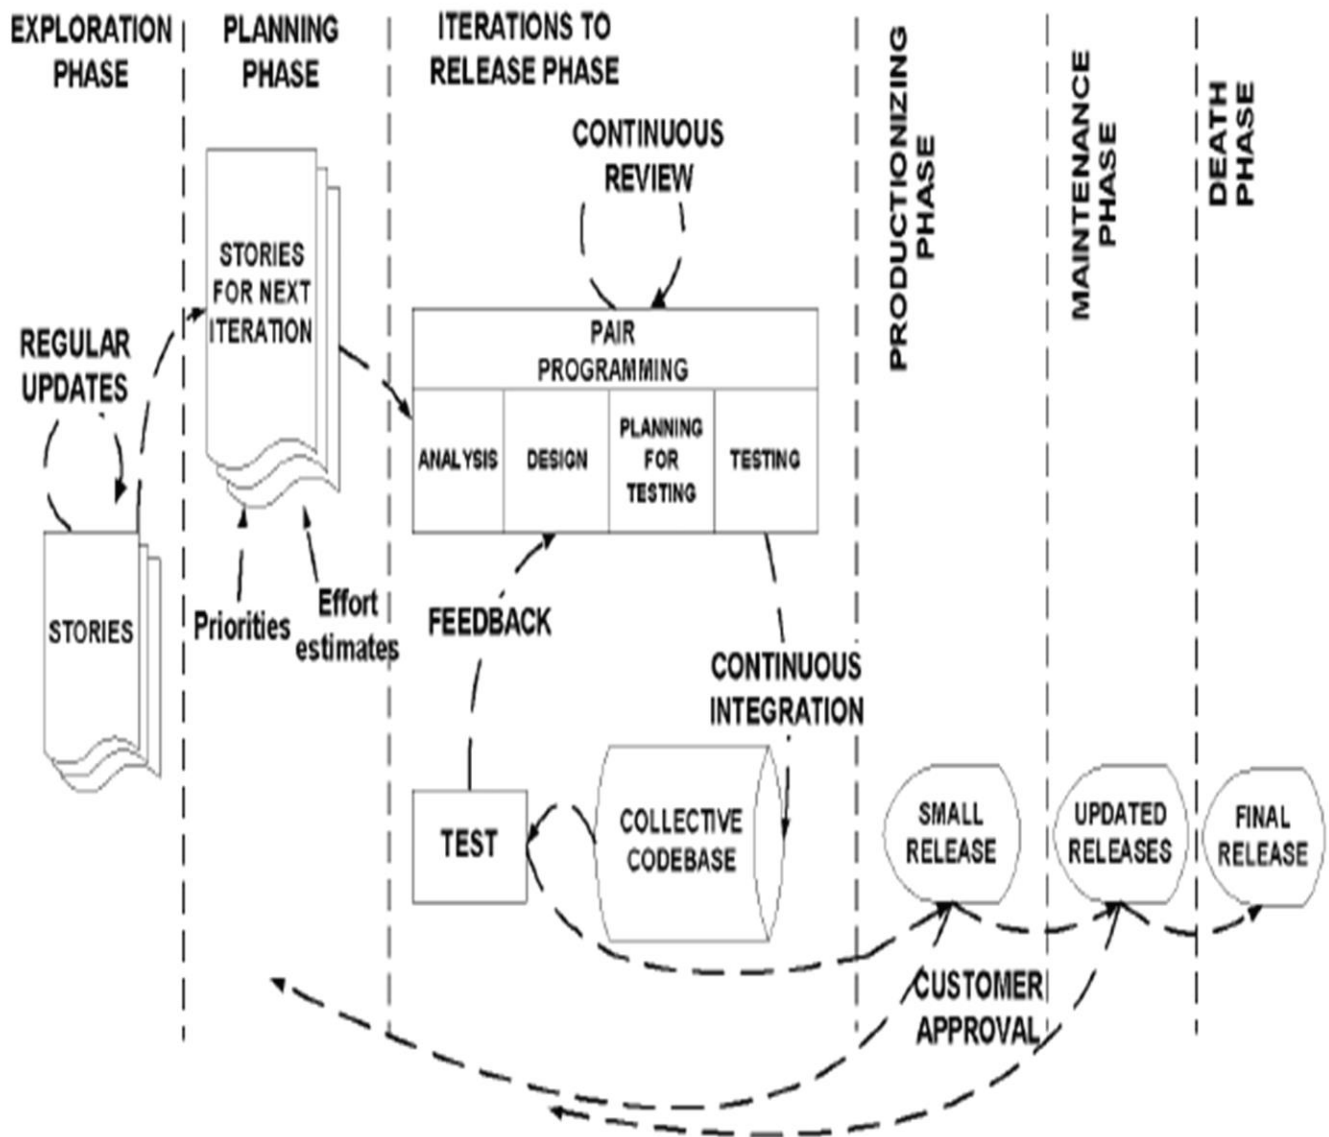 EXPLORATION
PHASE
PLANNING
PHASE
ITERATIONS TO
RELEASE PHASE
PRODUCTIONIZING
PHASE
MAINTENANCE
PHASE
DEATH
PHASE
CONTINUOUS
REVIEW
STORIES
FOR NEXT
ITERATION
REGULAR
UPDATES
PAIR
PROGRAMMING
ANALYSIS
DESIGN
PLANNING
FOR
TESTING
TESTING
STORIES
Priorities
Effort
estimates
FEEDBACK
CONTINUOUS
INTEGRATION
TEST
COLLECTIVE
CODEBASE
SMALL
RELEASE
UPDATED
RELEASES
FINAL
RELEASE
CUSTOMER
APPROVAL